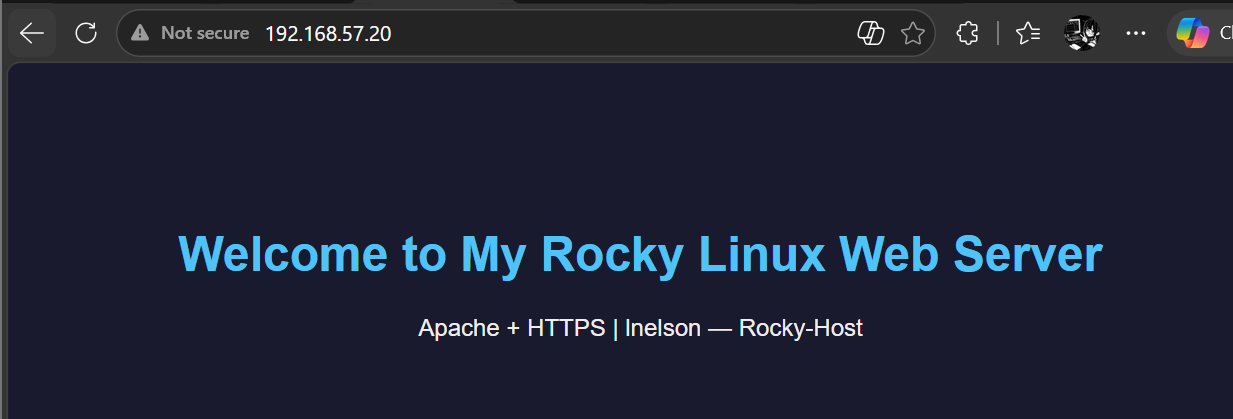 Not secure 192.168.57.20
Welcome to My Rocky Linux Web Server
Apache + HTTPS | lnelson — Rocky-Host